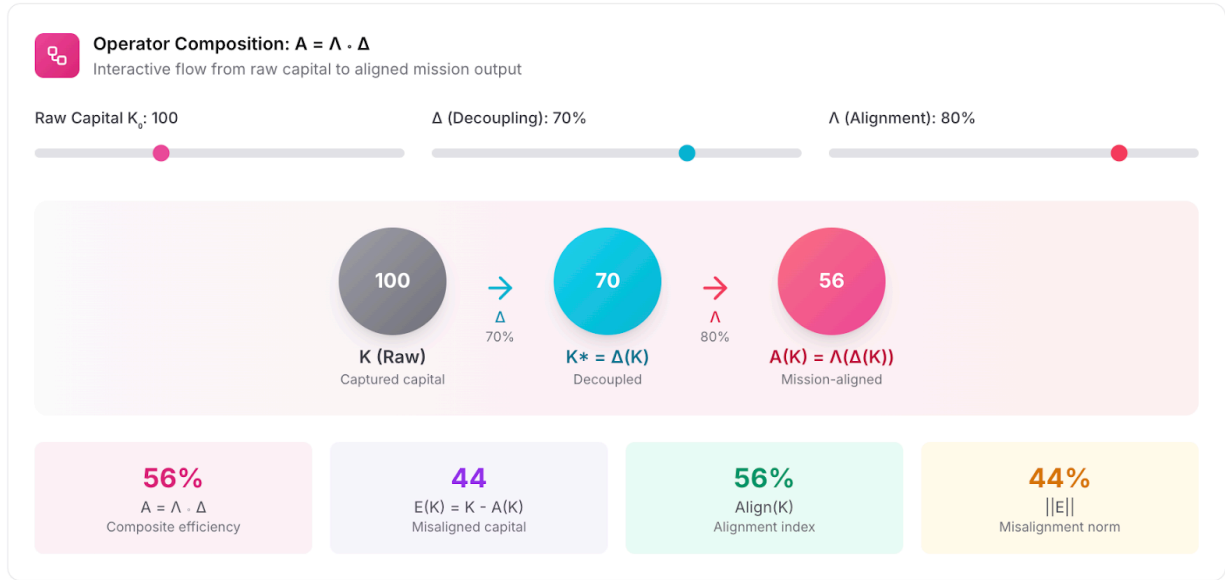 Operator Composition: A = Λ ∘ Δ
Interactive flow from raw capital to aligned mission output
Raw Capital K₀: 100
Δ (Decoupling): 70%
Λ (Alignment): 80%
100
70
56
Δ
70%
Λ
80%
K (Raw)
Captured capital
K* = Δ(K)
Decoupled
A(K) = Λ(Δ(K))
Mission-aligned
56%
A = Λ ∘ Δ
Composite efficiency
44
E(K) = K - A(K)
Misaligned capital
56%
Align(K)
Alignment index
44%
||E||
Misalignment norm